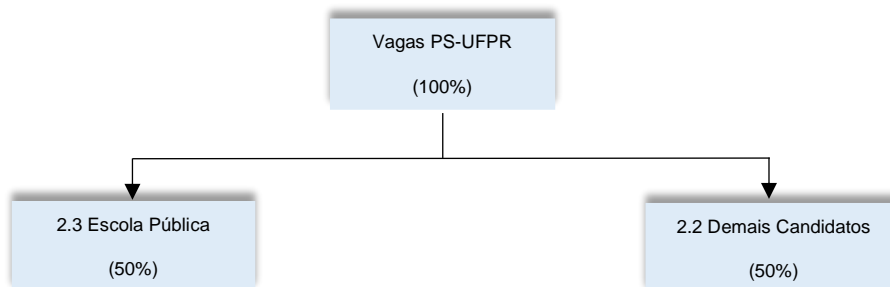 Vagas PS-UFPR
(100%)
2.3 Escola Pública
(50%)
2.2 Demais Candidatos
(50%)